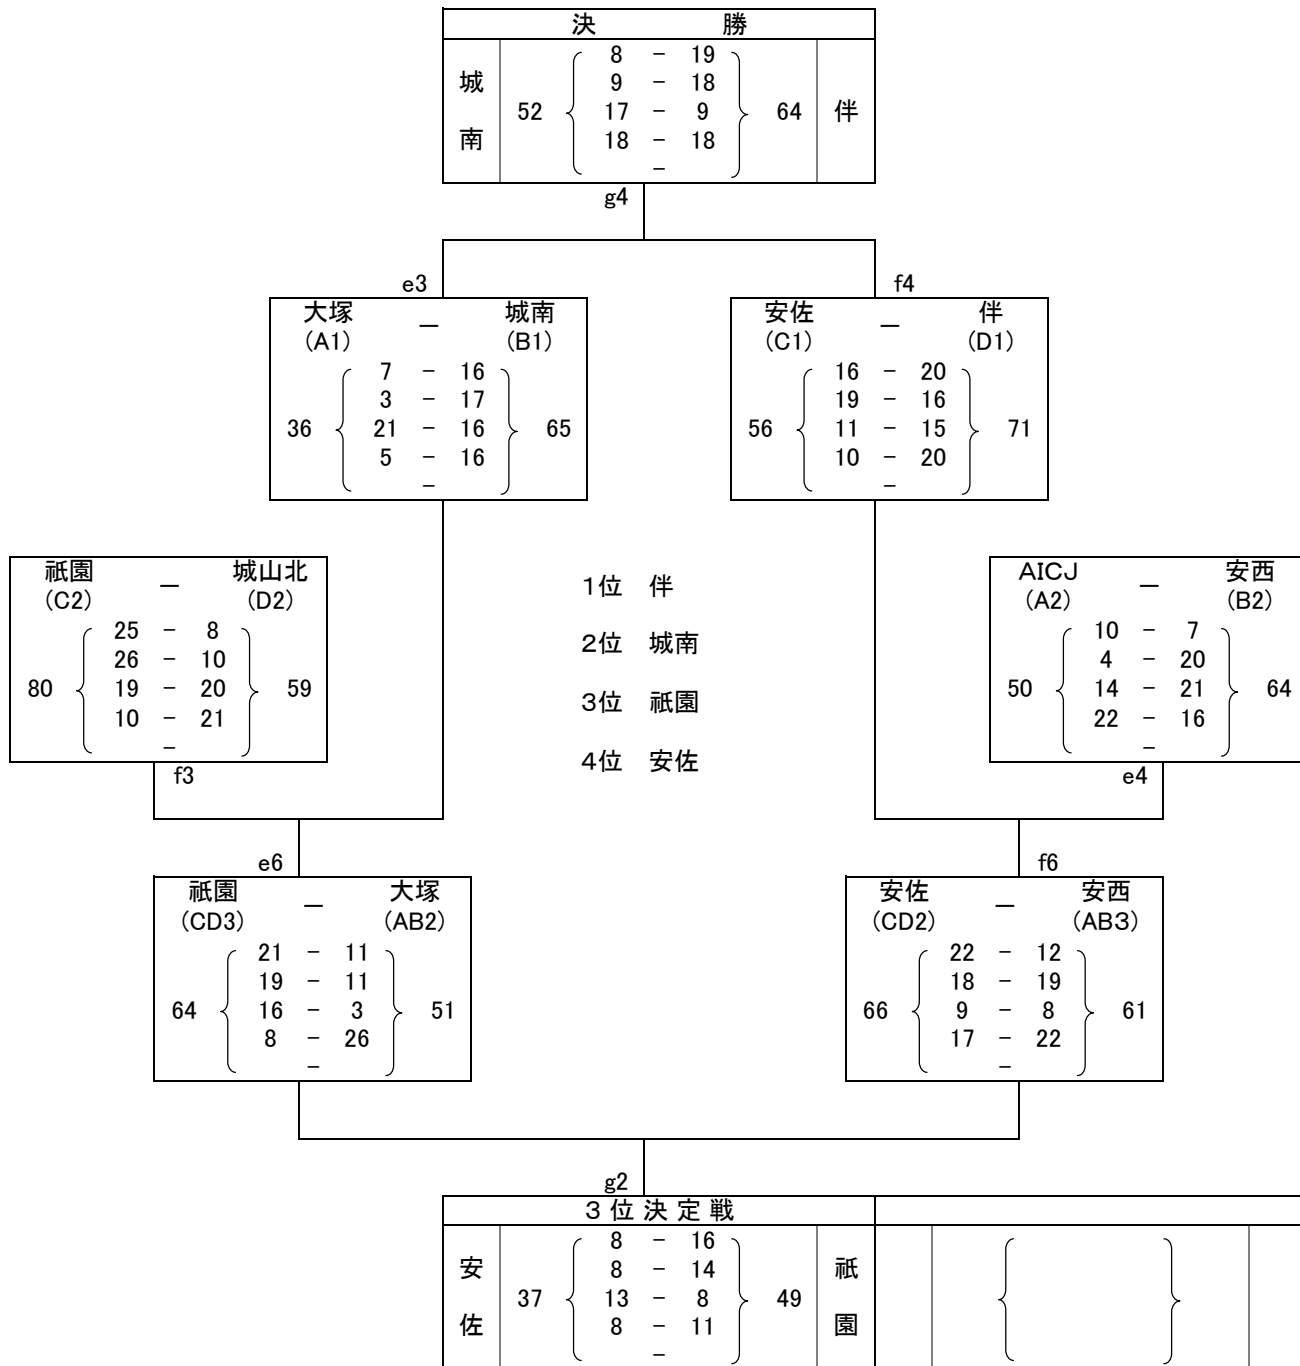 決　勝
8 － 19
城 9 － 18
52 17 － 9 64 伴
南 18 － 18
－
g4
e3 f4
大塚 － 城南 安佐 － 伴
(A1) (B1) (C1) (D1)
7 － 16 16 － 20
3 － 17 19 － 16
36 21 － 16 65 56 11 － 15 71
5 － 16 10 － 20
－ －
祇園 － 城山北 1位 伴 AICJ － 安西
(C2) (D2) (A2) (B2)
25 － 8 2位 城南 10 － 7
26 － 10 4 － 20
80 19 － 20 59 3位 祇園 50 14 － 21 64
10 － 21 22 － 16
－ 4位 安佐 －
f3 e4
e6 f6
祇園 － 大塚 安佐 － 安西
(CD3) (AB2) (CD2) (AB3)
21 － 11 22 － 12
19 － 11 18 － 19
64 16 － 3 51 66 9 － 8 61
8 － 26 17 － 22
－ －
g2
3位決定戦
8 － 16
安 8 － 14 祇
37 13 － 8 49
佐 8 － 11 園
－